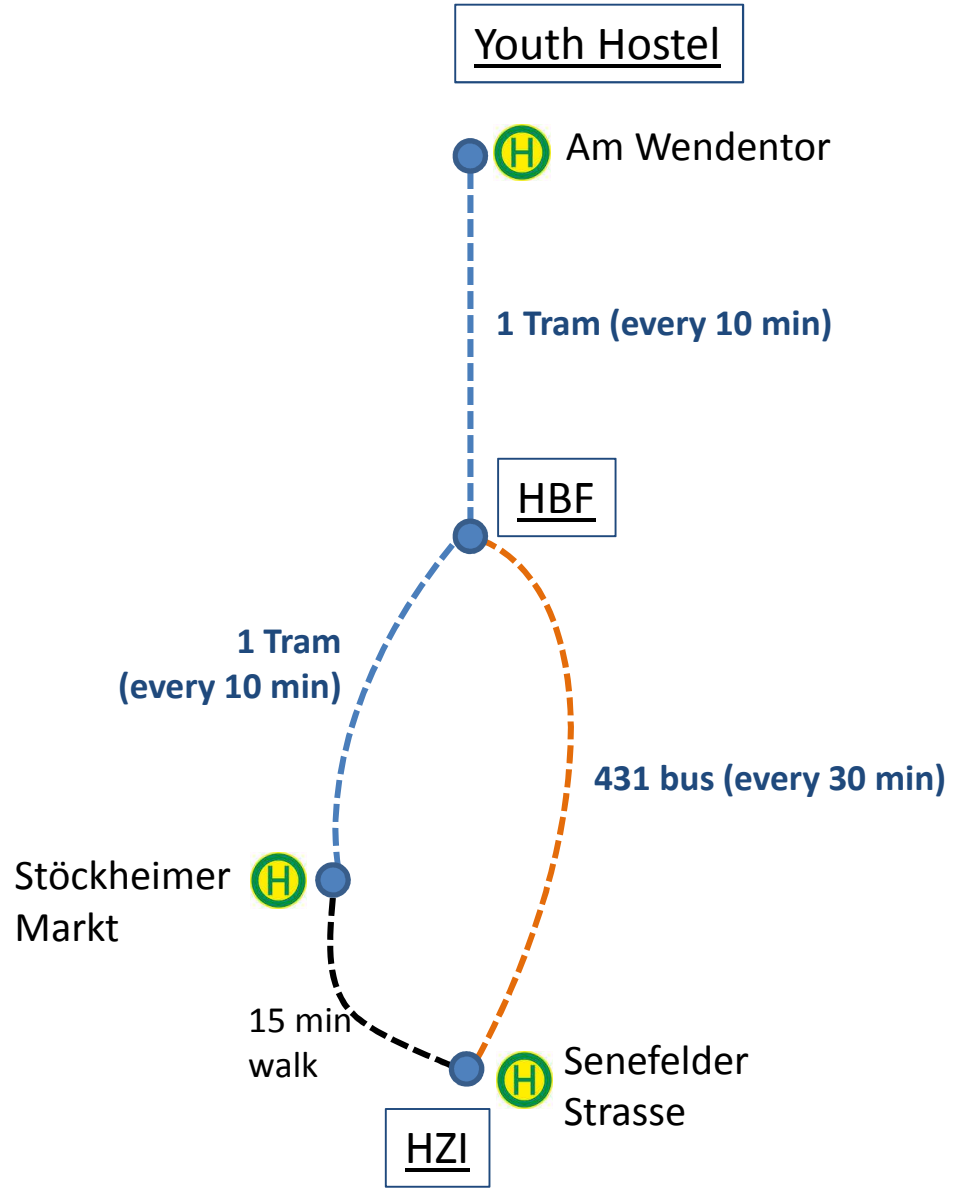 Youth Hostel
H Am Wendentor
1 Tram (every 10 min)
HBF
1 Tram
(every 10 min)
431 bus (every 30 min)
Stöckheimer
Markt
H
15 min
walk
H
Senefelder
Strasse
HZI